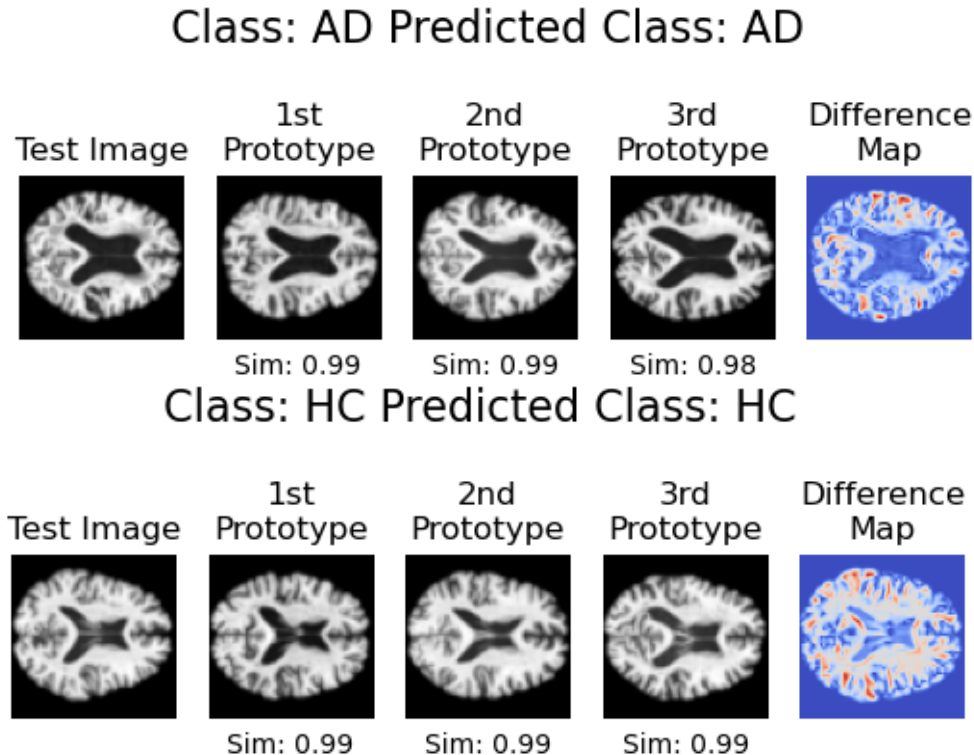 Class: AD Predicted Class: AD
Test Image
1st
Prototype
2nd
Prototype
3rd
Prototype
Difference
Map
Sim: 0.99
Sim: 0.99
Sim: 0.98
Class: HC Predicted Class: HC
Test Image
1st
Prototype
2nd
Prototype
3rd
Prototype
Difference
Map
Sim: 0.99
Sim: 0.99
Sim: 0.99